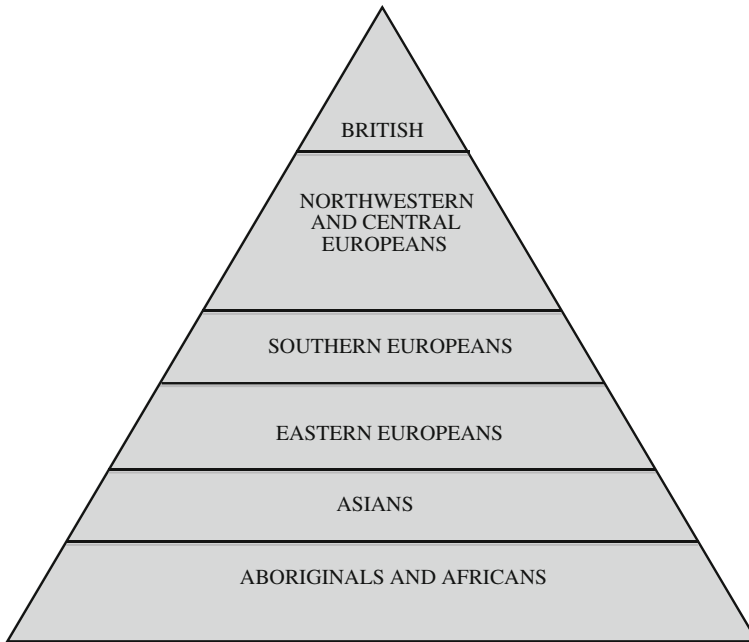 BRITISH
NORTHWESTERN
AND CENTRAL
EUROPEANS
SOUTHERN EUROPEANS
EASTERN EUROPEANS
ASIANS
ABORIGINALS AND AFRICANS